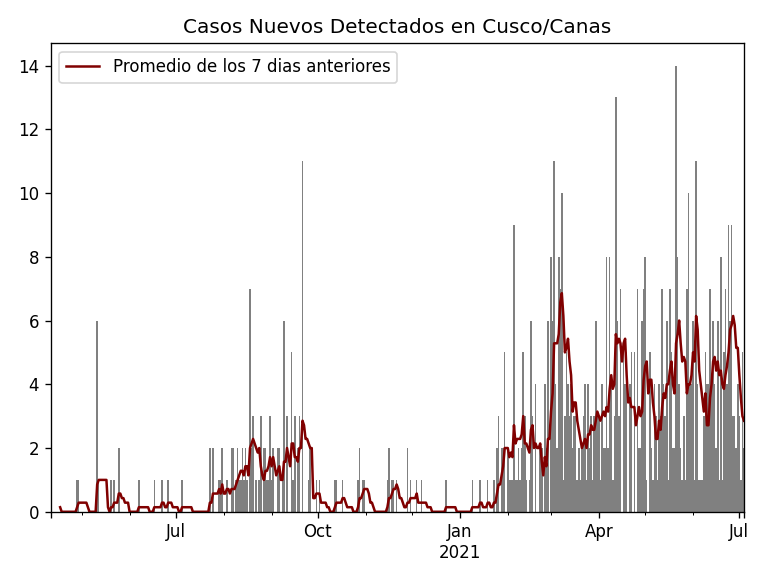 Casos Nuevos Detectados en Cusco/Canas
Promedio de los 7 dias anteriores
14
12
10
8
6
4
2
0
Jul
Oct
Jan
Apr
Jul
2021